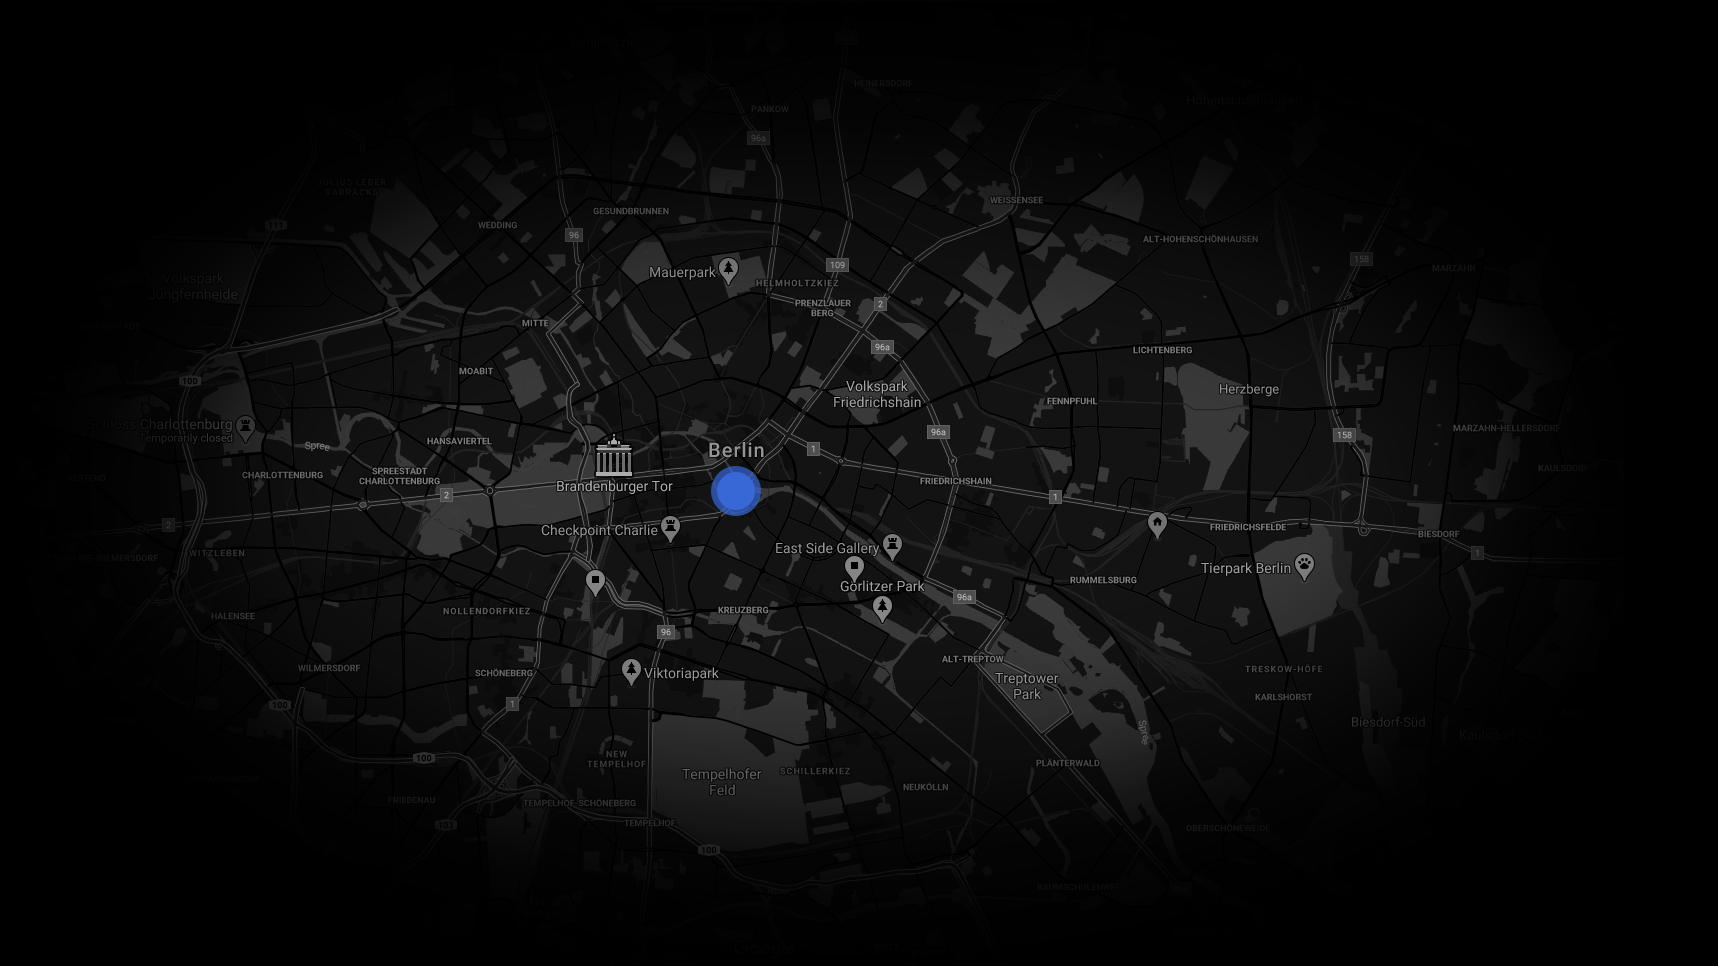 HEINERSDORF
PANKOW
96a
JULIUS LEBER
BARRACKS
WEISSENSEE
GESUNDBRUNNEN
WEDDING
111
96
ALT-HOHENSCHÖNHAUSEN
158
109
MARZAHN
Mauerpark
HELMHOLTZKIEZ
Volkspark
Jungfernheide
PRENZLAUER
BERG
2
MITTE
96a
LICHTENBERG
MOABIT
100
Volkspark
Friedrichshain
Herzberge
FENNPFUHL
Schloss Charlottenburg
Temporarily closed
Spree
HANSAVIERTEL
96a
158
MARZAHN-HELLERSDORF
Berlin
1
KAULSDORF
CHARLOTTENBURG
SPREESTADT
CHARLOTTENBURG
Brandenburger Tor
FRIEDRICHSHAIN
2
1
2
Checkpoint Charlie
FRIEDRICHSFELDE
BIESDORF
WITZLEBEN
East Side Gallery
1
Tierpark Berlin
RUMMELSBURG
Görlitzer Park
96a
NOLLENDORFKIEZ
KREUZBERG
HALENSEE
96
ALT-TREPTOW
WILMERSDORF
SCHÖNEBERG
Viktoriapark
TRESKOW-HÖFE
Treptower
Park
KARLSHORST
1
100
Biesdorf-Süd
Spree
NEW
TEMPELHOF
100
PLÄNTERWALD
Tempelhofer
Feld
SCHILLERKIEZ
NEUKÖLLN
FRIEDENAU
TEMPELHOF-SCHÖNEBERG
TEMPELHOF
OBERSCHÖNEWEIDE
100
BAUMSCHULENWEG